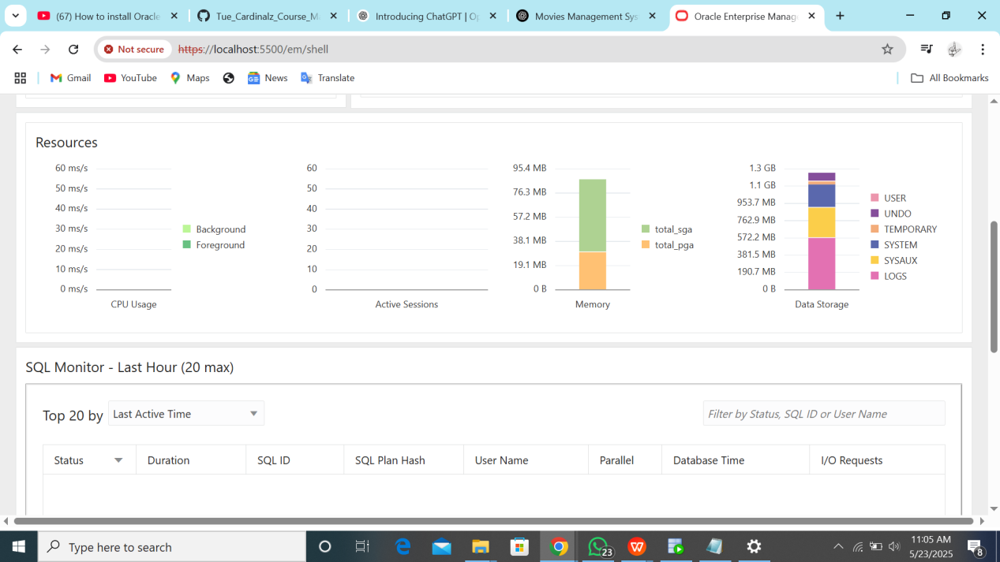 (67) How to install Oracle
Tue_Cardinalz_Course_M
Introducing ChatGPT | Op
Movies Management Sys
Oracle Enterprise Manag
Not secure
https://localhost:5500/em/shell
Gmail
YouTube
Maps
News
Translate
All Bookmarks
Resources
60 ms/s
50 ms/s
40 ms/s
30 ms/s
20 ms/s
10 ms/s
0 ms/s
CPU Usage
Background
Foreground
60
50
40
30
20
10
0
Active Sessions
95.4 MB
76.3 MB
57.2 MB
38.1 MB
19.1 MB
0 B
Memory
total_sga
total_pga
1.3 GB
1.1 GB
953.7 MB
762.9 MB
572.2 MB
381.5 MB
190.7 MB
0 B
Data Storage
USER
UNDO
TEMPORARY
SYSTEM
SYSAUX
LOGS
SQL Monitor - Last Hour (20 max)
Top 20 by Last Active Time
Filter by Status, SQL ID or User Name
Status Duration SQL ID SQL Plan Hash User Name Parallel Database Time I/O Requests
Type here to search
23
11:05 AM
5/23/2025
8